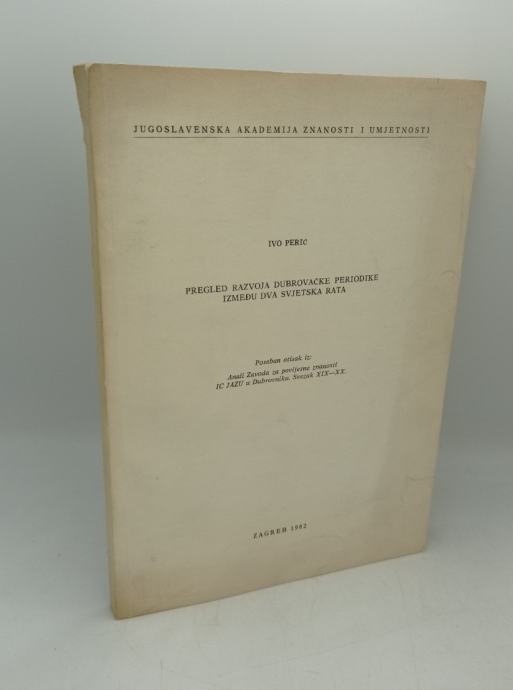 JUGOSLAVENSKA AKADEMIJA ZNANOSTI I UMJETNOSTI
IVO PERIĆ
PREGLED RAZVOJA DUBROVAČKE PERIODIKE
IZMEĐU DVA SVJETSKA RATA
Poseban otisak iz:
Anali Zavoda za povijesne znanosti
IC JAZU u Dubrovniku. Svezak XIX—XX.
ZAGREB 1982